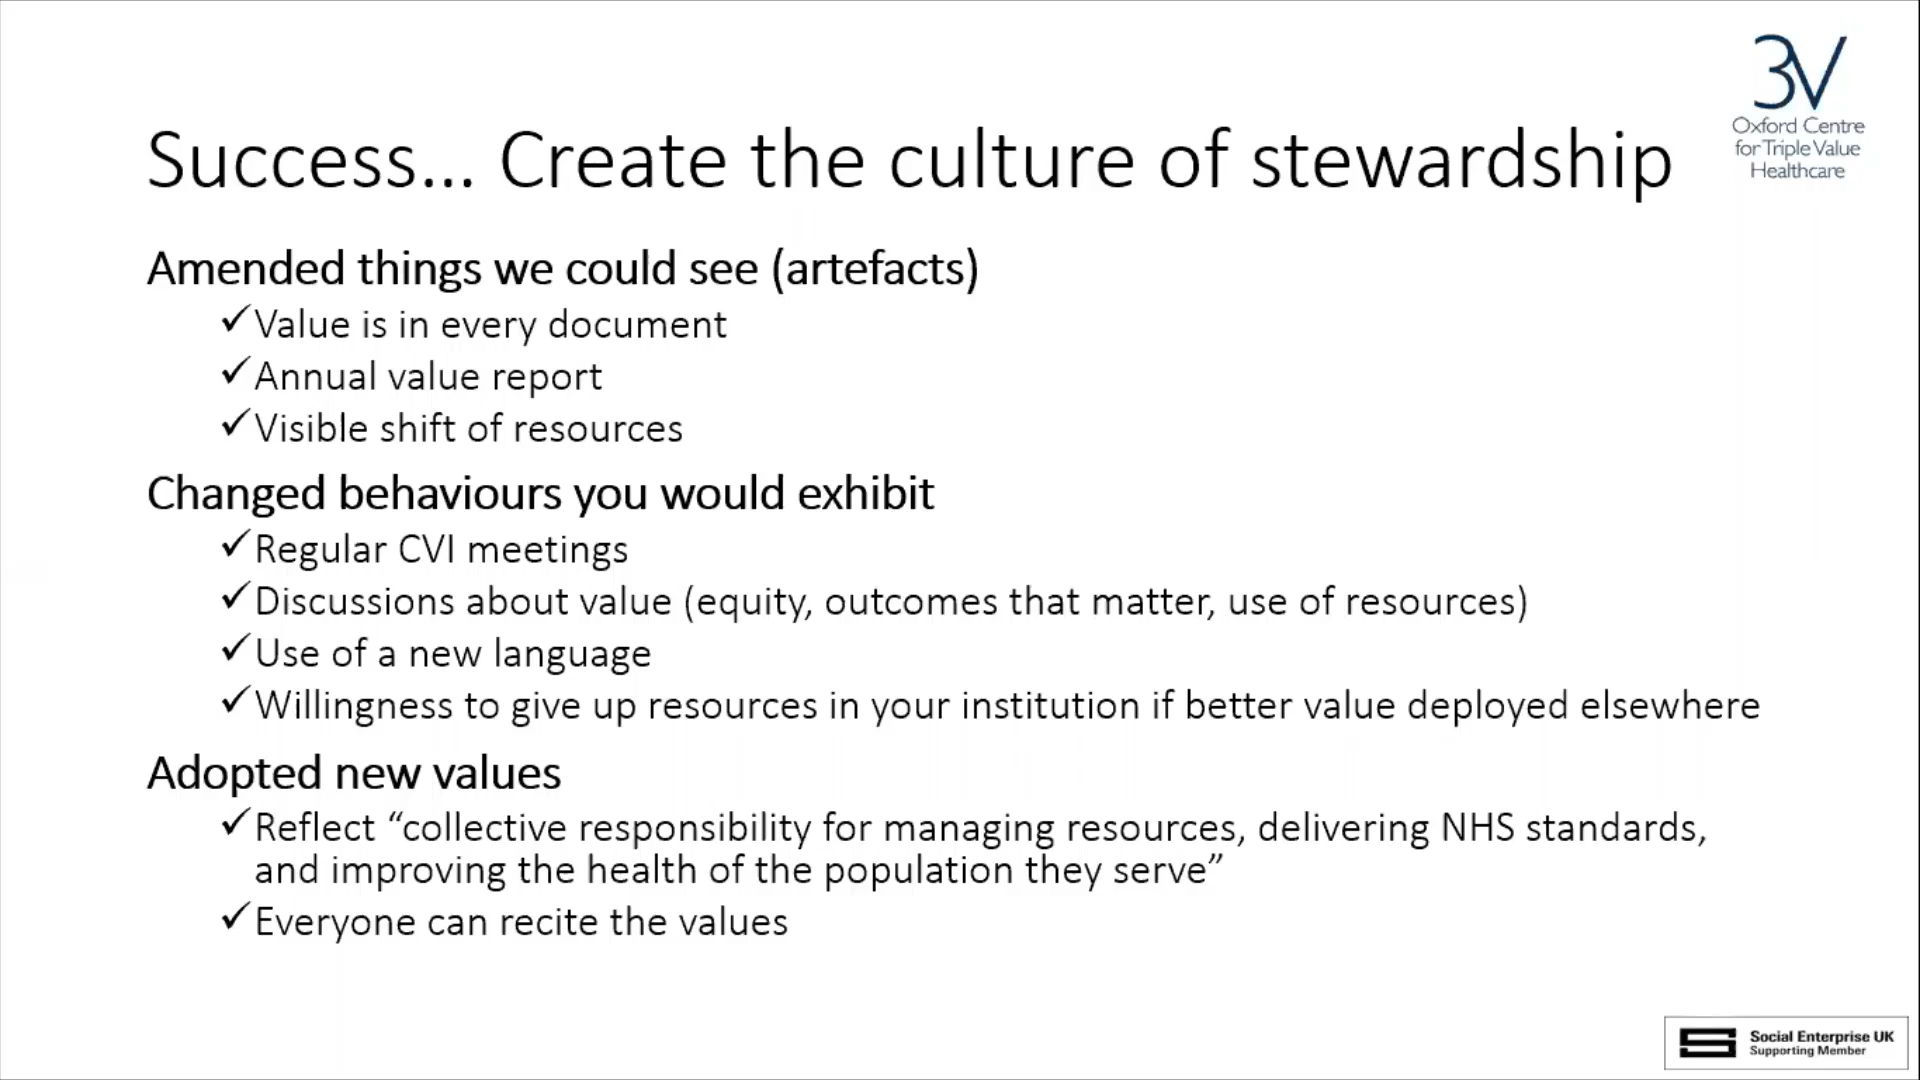 3V
Oxford Centre
for Triple Value
Healthcare
Success... Create the culture of stewardship
Amended things we could see (artefacts)
✓Value is in every document
✓Annual value report
✓Visible shift of resources
Changed behaviours you would exhibit
✓Regular CVI meetings
✓Discussions about value (equity, outcomes that matter, use of resources)
✓Use of a new language
✓Willingness to give up resources in your institution if better value deployed elsewhere
Adopted new values
✓Reflect “collective responsibility for managing resources, delivering NHS standards,
and improving the health of the population they serve”
✓Everyone can recite the values
Social Enterprise UK
Supporting Member